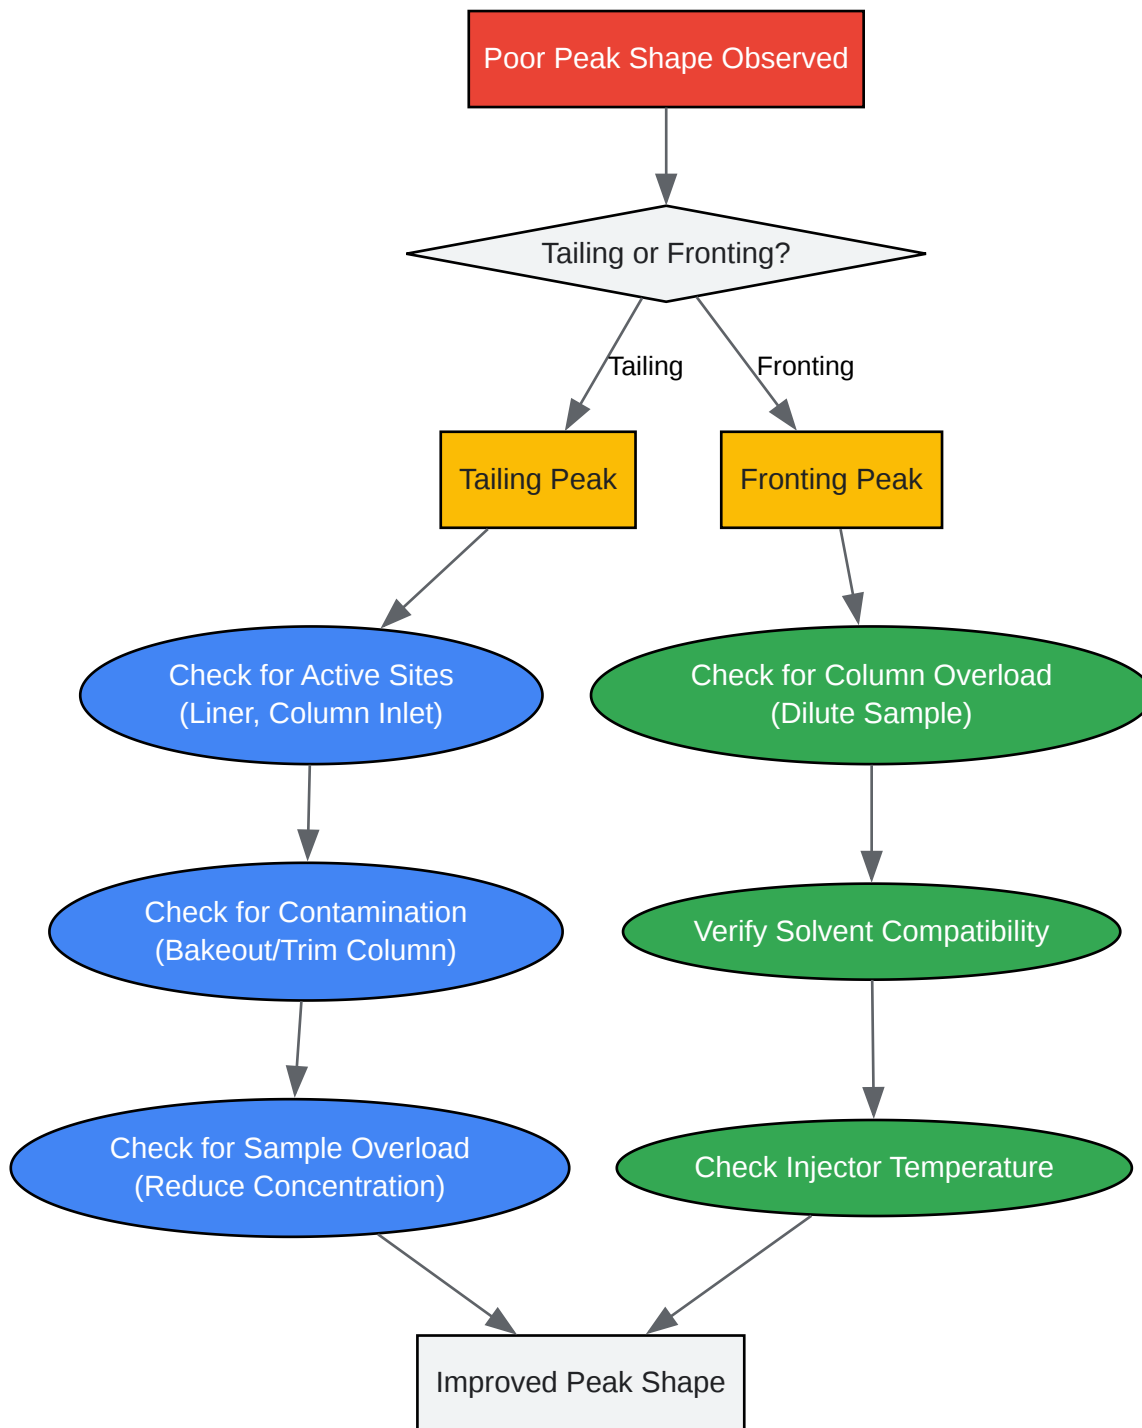 Poor Peak Shape Observed
Tailing or Fronting?
Tailing
Fronting
Tailing Peak
Fronting Peak
Check for Active Sites
(Liner, Column Inlet)
Check for Column Overload
(Dilute Sample)
Check for Contamination
(Bakeout/Trim Column)
Verify Solvent Compatibility
Check for Sample Overload
(Reduce Concentration)
Check Injector Temperature
Improved Peak Shape